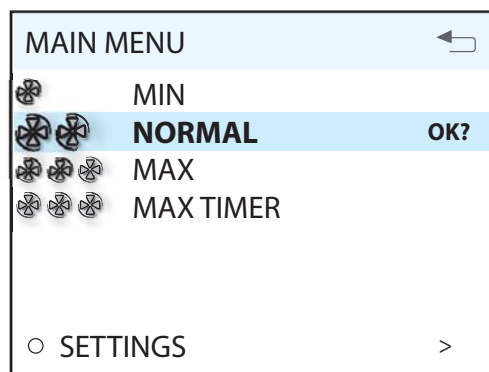 MAIN MENU
MIN
NORMAL OK?
MAX
MAX TIMER
SETTINGS >